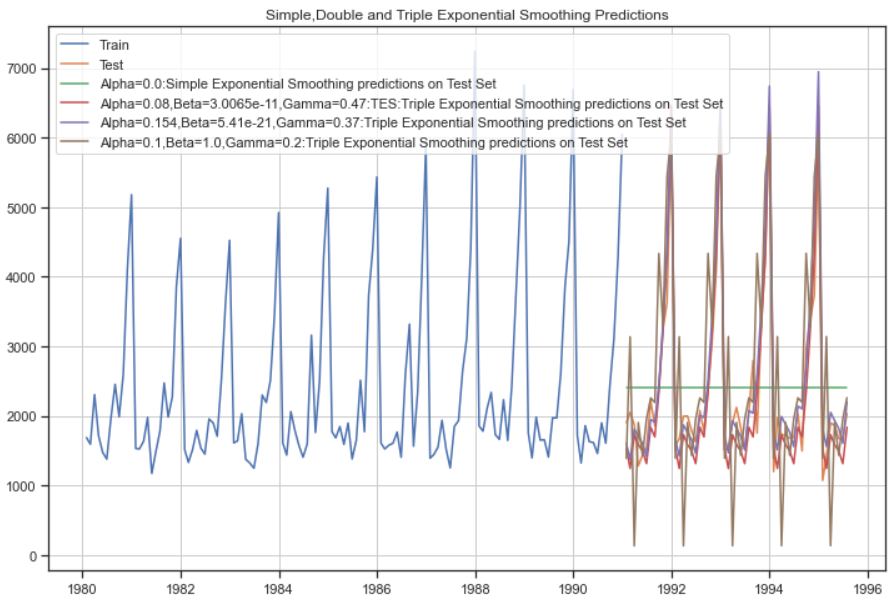 Simple,Double and Triple Exponential Smoothing Predictions
Train
Test
Alpha=0.0:Simple Exponential Smoothing predictions on Test Set
Alpha=0.08,Beta=3.0065e-11,Gamma=0.47:TES:Triple Exponential Smoothing predictions on Test Set
Alpha=0.154,Beta=5.41e-21,Gamma=0.37:Triple Exponential Smoothing predictions on Test Set
Alpha=0.1,Beta=1.0,Gamma=0.2:Triple Exponential Smoothing predictions on Test Set
7000
6000
5000
4000
3000
2000
1000
0
1980 1982 1984 1986 1988 1990 1992 1994 1996